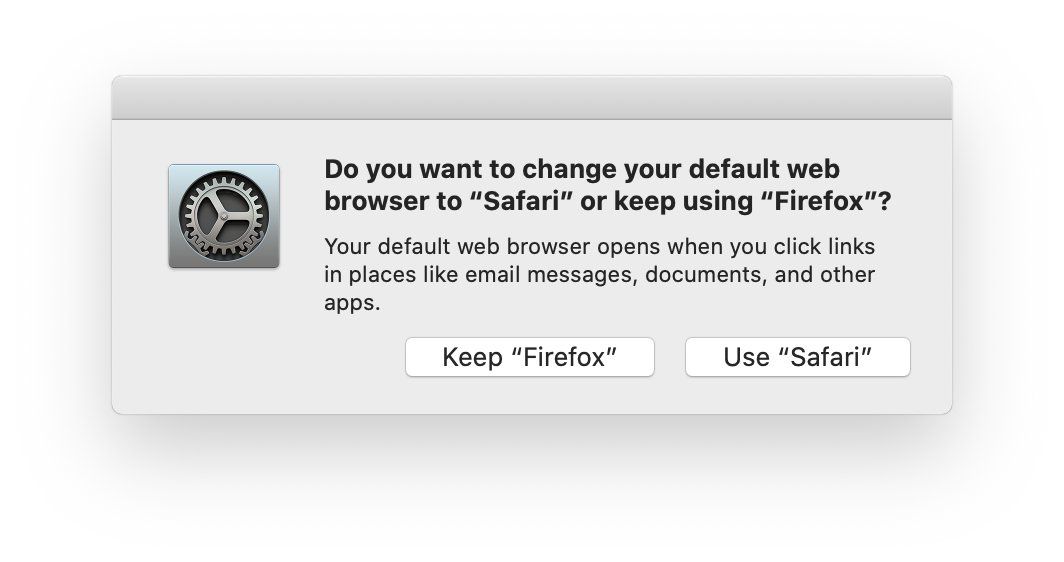 Do you want to change your default web
browser to “Safari” or keep using “Firefox”?
Your default web browser opens when you click links
in places like email messages, documents, and other
apps.
Keep “Firefox”
Use “Safari”